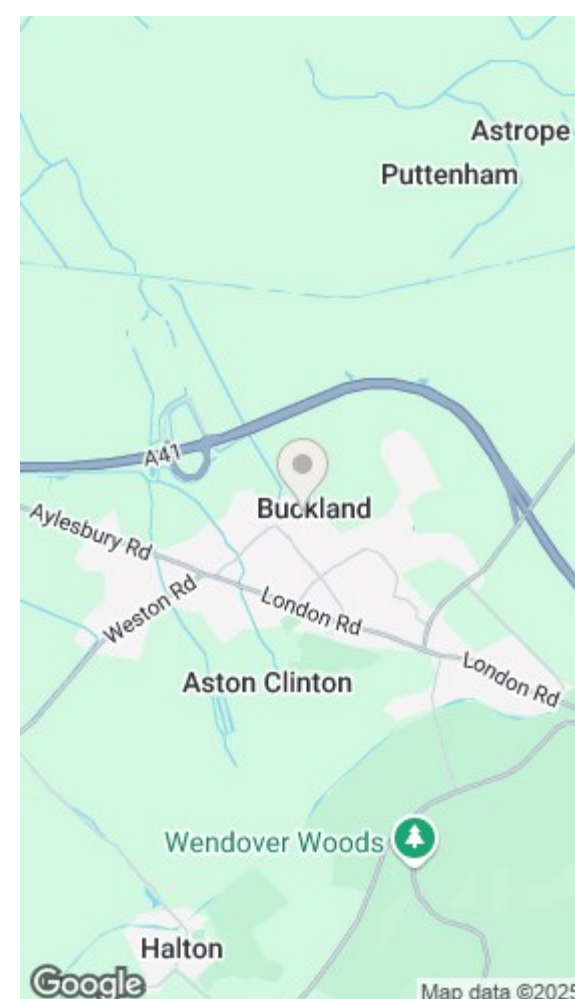 Astrope
Puttenham
A41
Buckland
Aylesbury Rd
Weston Rd
London Rd
London Rd
Aston Clinton
Wendover Woods
Halton
Google
Map data ©2025